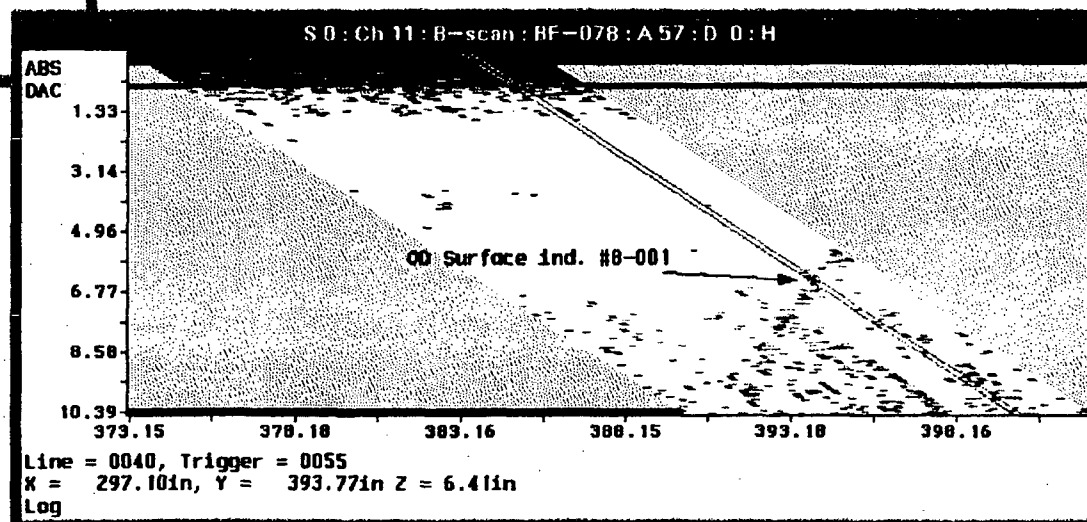 S 0 : Ch 11 : B-scan : BF-078 : A 57 : D 0 : H
ABS
DAC
1.33
3.14
4.96
OD Surface ind. #B-001
6.77
8.58
10.39
373.15 378.18 383.16 388.15 393.18 398.16
Line = 0040, Trigger = 0055
X = 297.10in, Y = 393.77in Z = 6.41in
Log